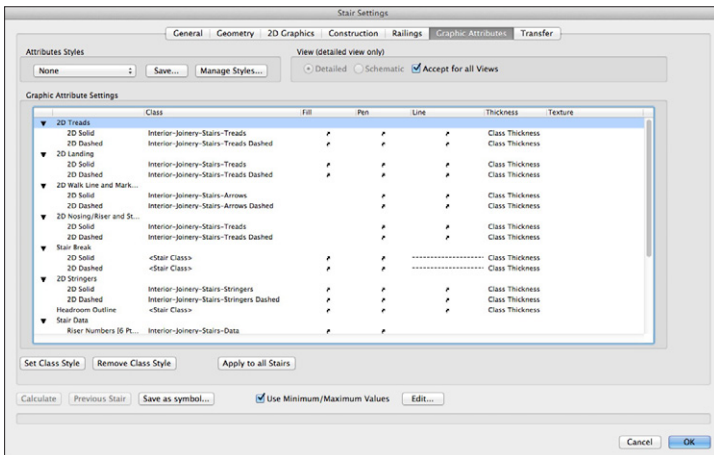 Stair Settings
General Geometry 2D Graphics Construction Railings Graphic Attributes Transfer
Attributes Styles
None Save... Manage Styles...
View (detailed view only)
Detailed Schematic Accept for all Views
Graphic Attribute Settings
Class Fill Pen Line Thickness Texture
2D Treads
2D Solid Interior-Joinery-Stairs-Treads Class Thickness
2D Dashed Interior-Joinery-Stairs-Treads Dashed Class Thickness
2D Landing
2D Solid Interior-Joinery-Stairs-Treads Class Thickness
2D Dashed Interior-Joinery-Stairs-Treads Dashed Class Thickness
2D Walk Line and Mark...
2D Solid Interior-Joinery-Stairs-Arrows Class Thickness
2D Dashed Interior-Joinery-Stairs-Arrows Dashed Class Thickness
2D Nosing/Riser and St...
2D Solid Interior-Joinery-Stairs-Treads Class Thickness
2D Dashed Interior-Joinery-Stairs-Treads Dashed Class Thickness
Stair Break
2D Solid <Stair Class> Class Thickness
2D Dashed <Stair Class> Class Thickness
2D Stringers
2D Solid Interior-Joinery-Stairs-Stringers Class Thickness
2D Dashed Interior-Joinery-Stairs-Stringers Dashed Class Thickness
Headroom Outline <Stair Class> Class Thickness
Stair Data
Riser Numbers [6 Pt... Interior-Joinery-Stairs-Data
Set Class Style Remove Class Style Apply to all Stairs
Calculate Previous Stair Save as symbol... Use Minimum/Maximum Values Edit...
Cancel OK